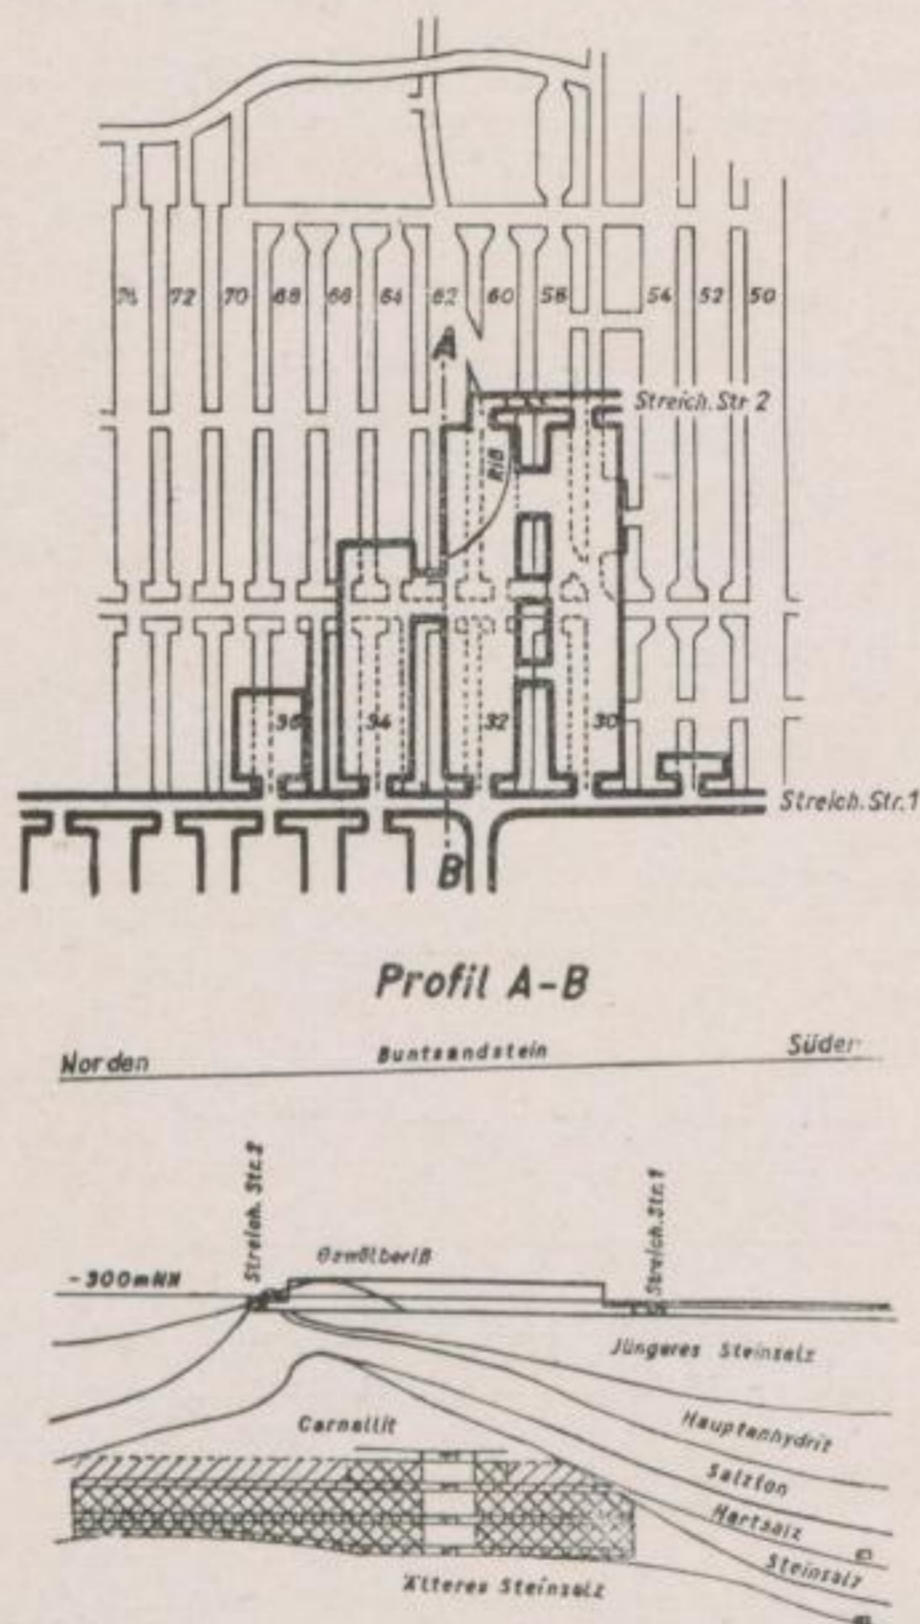 72 70 68 66 64 62 60 58 54 52 50
A
Streich. Str 2
Riß
36 34 32 30
Streich. Str. 1
B
Profil A-B
Norden Buntsandstein Süden
Streich. Str. 2
Streich. Str. 1
Gewölberiß
-300mNN
Jüngeres Steinsalz
Hauptanhydrit
Carnallit
Salzton
Hartsalz
Steinsalz
Älteres Steinsalz